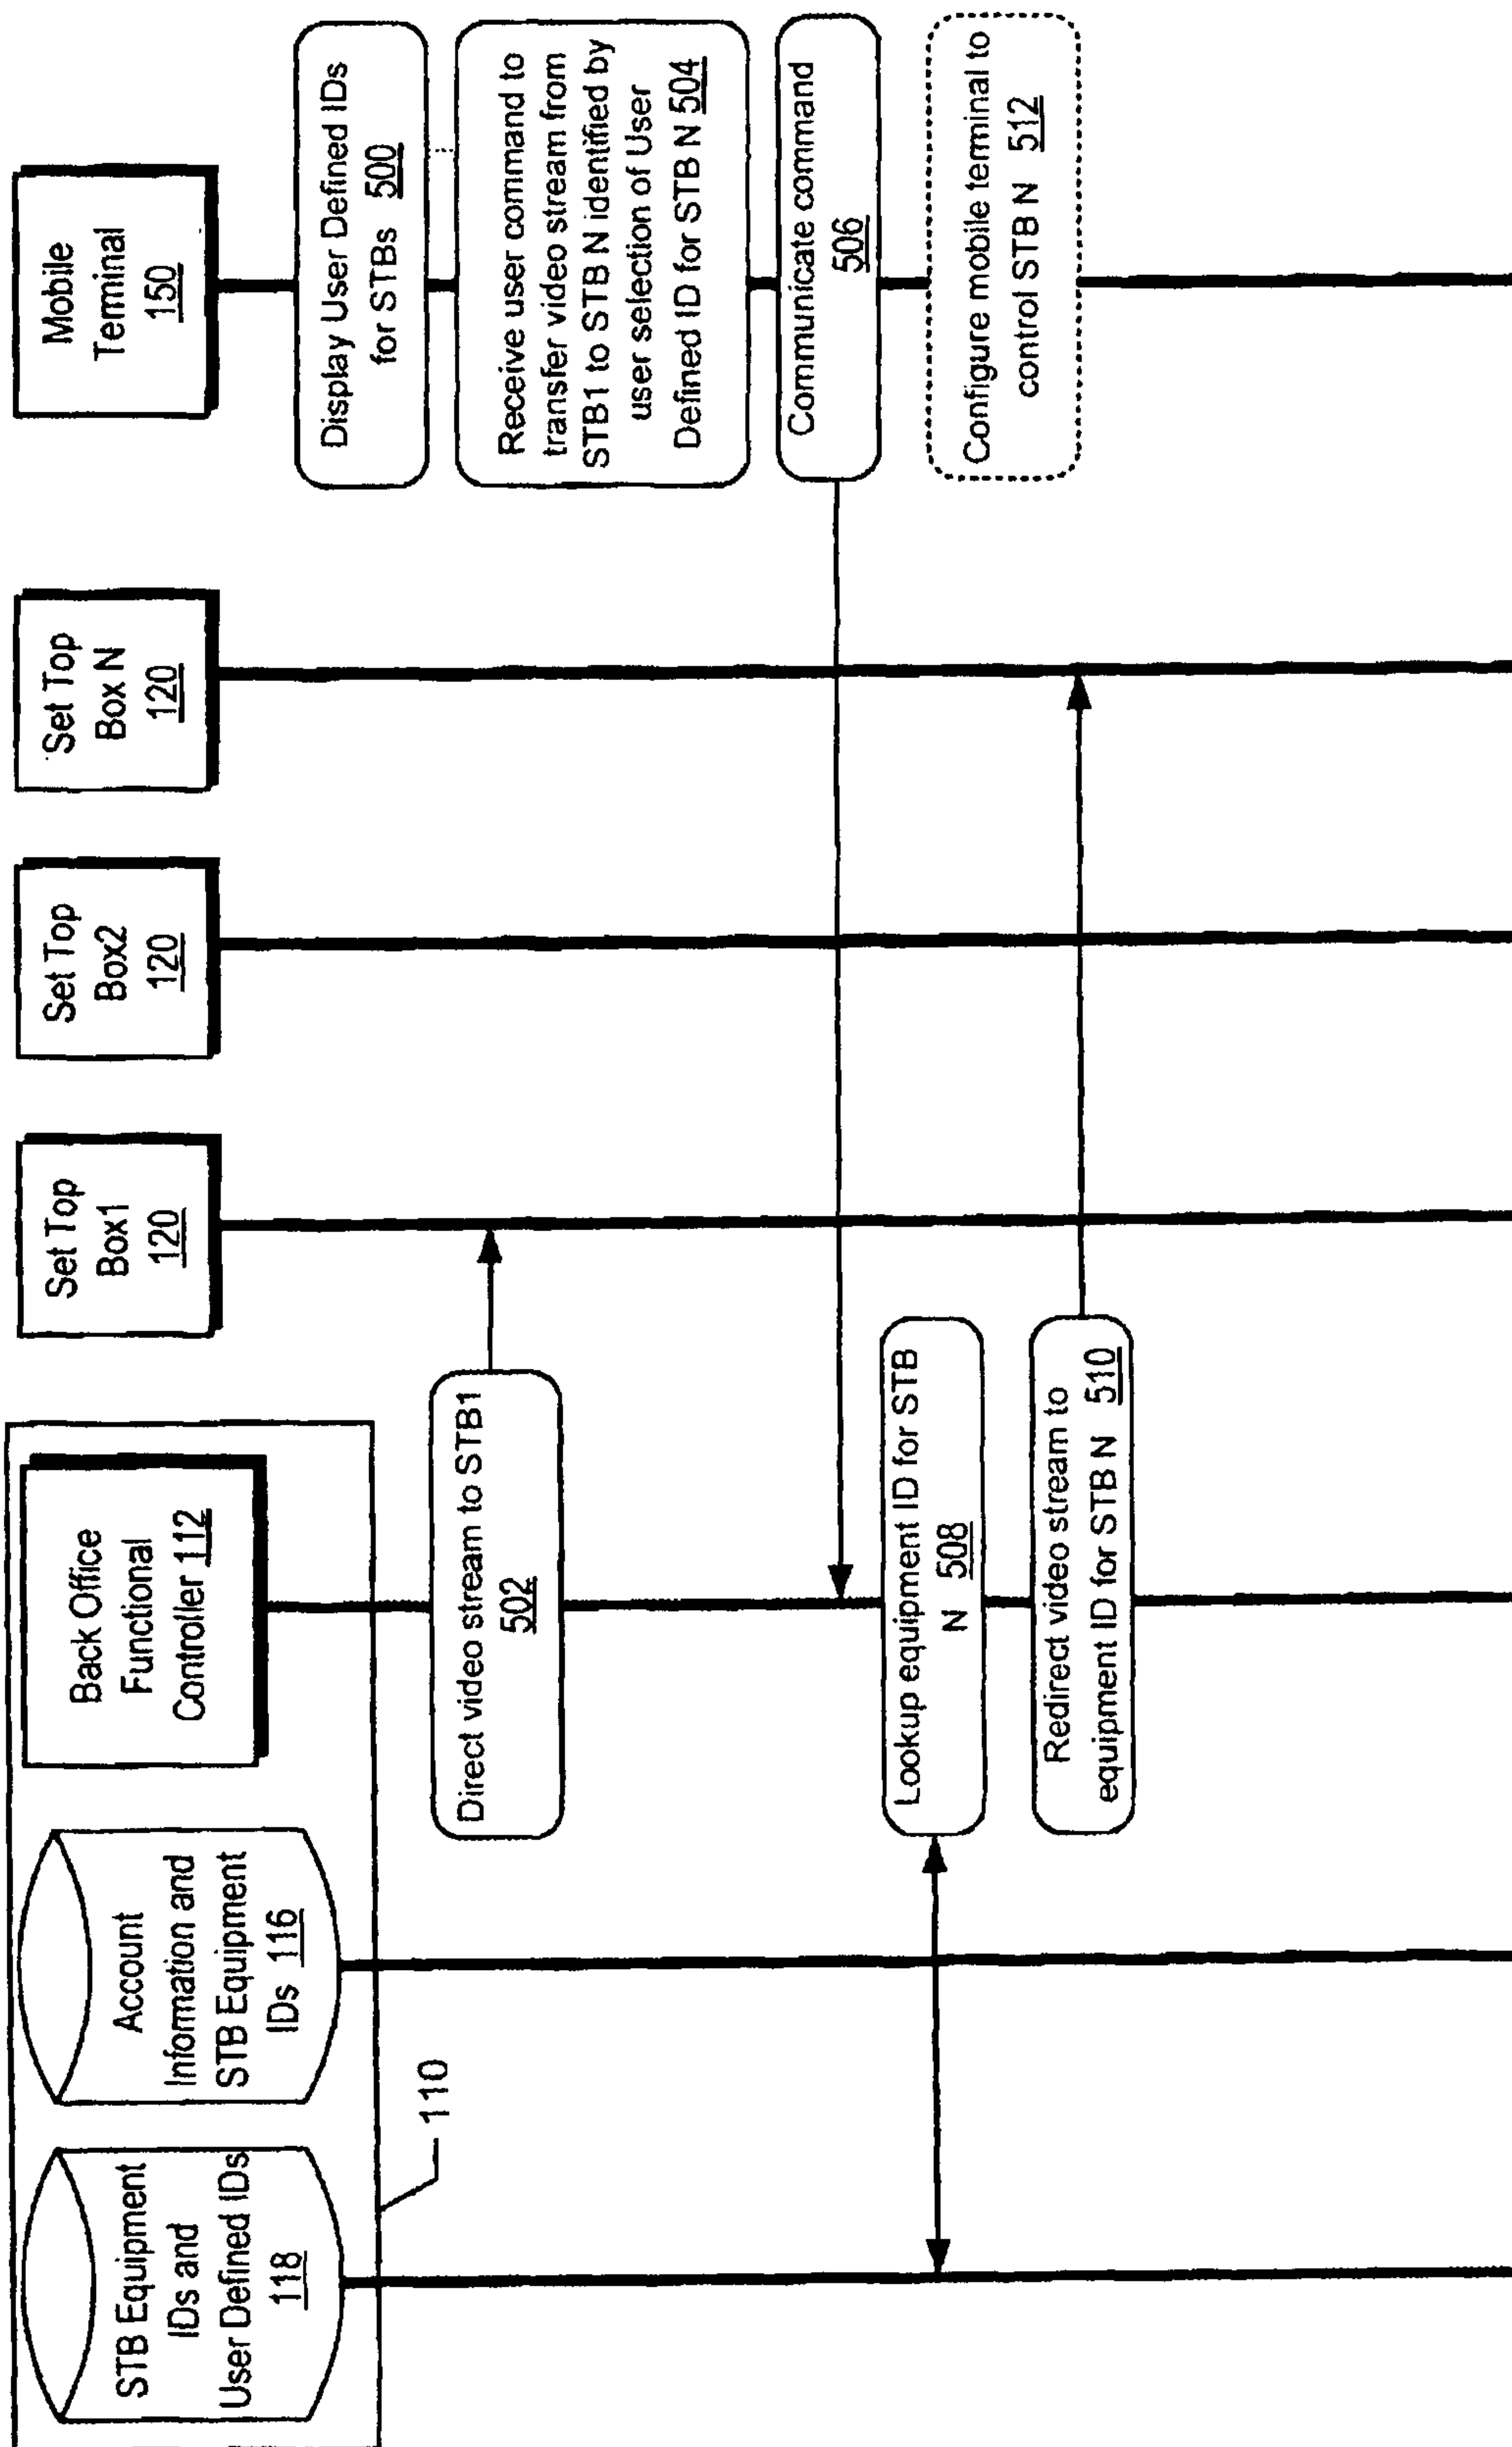 STB Equipment
IDs and
User Defined IDs
118
Account
Information and
STB Equipment
IDs 116
Back Office
Functional
Controller 112
Set Top
Box1
120
Set Top
Box2
120
Set Top
Box N
120
Mobile
Terminal
150
110
Display User Defined IDs
for STBs 500
Direct video stream to STB1
502
Receive user command to
transfer video stream from
STB1 to STB N identified by
user selection of User
Defined ID for STB N 504
Communicate command
506
Lookup equipment ID for STB
N 508
Redirect video stream to
equipment ID for STB N 510
Configure mobile terminal to
control STB N 512